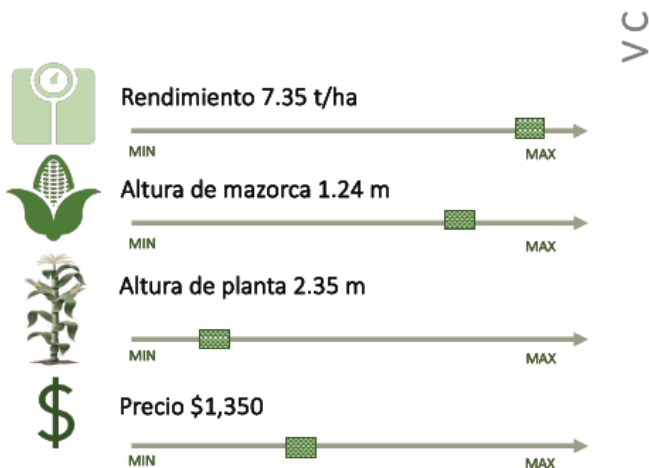 V C
Rendimiento 7.35 t/ha
MIN MAX
Altura de mazorca 1.24 m
MIN MAX
Altura de planta 2.35 m
MIN MAX
$ Precio $1,350
MIN MAX